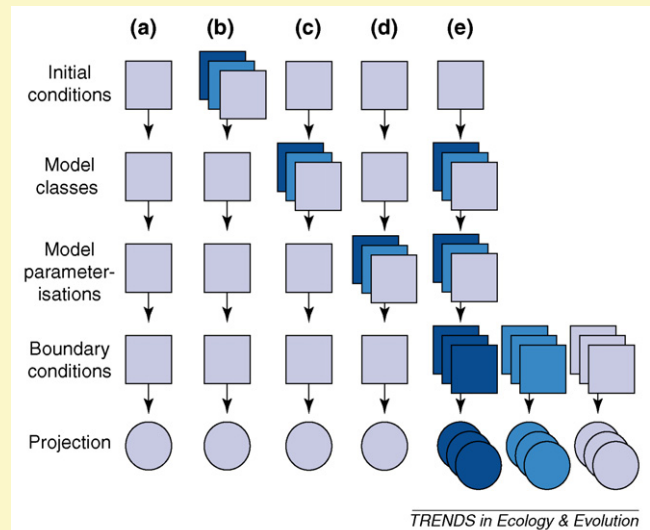 (a) (b) (c) (d) (e)
Initial
conditions
Model
classes
Model
parameter-
isations
Boundary
conditions
Projection
TRENDS in Ecology & Evolution